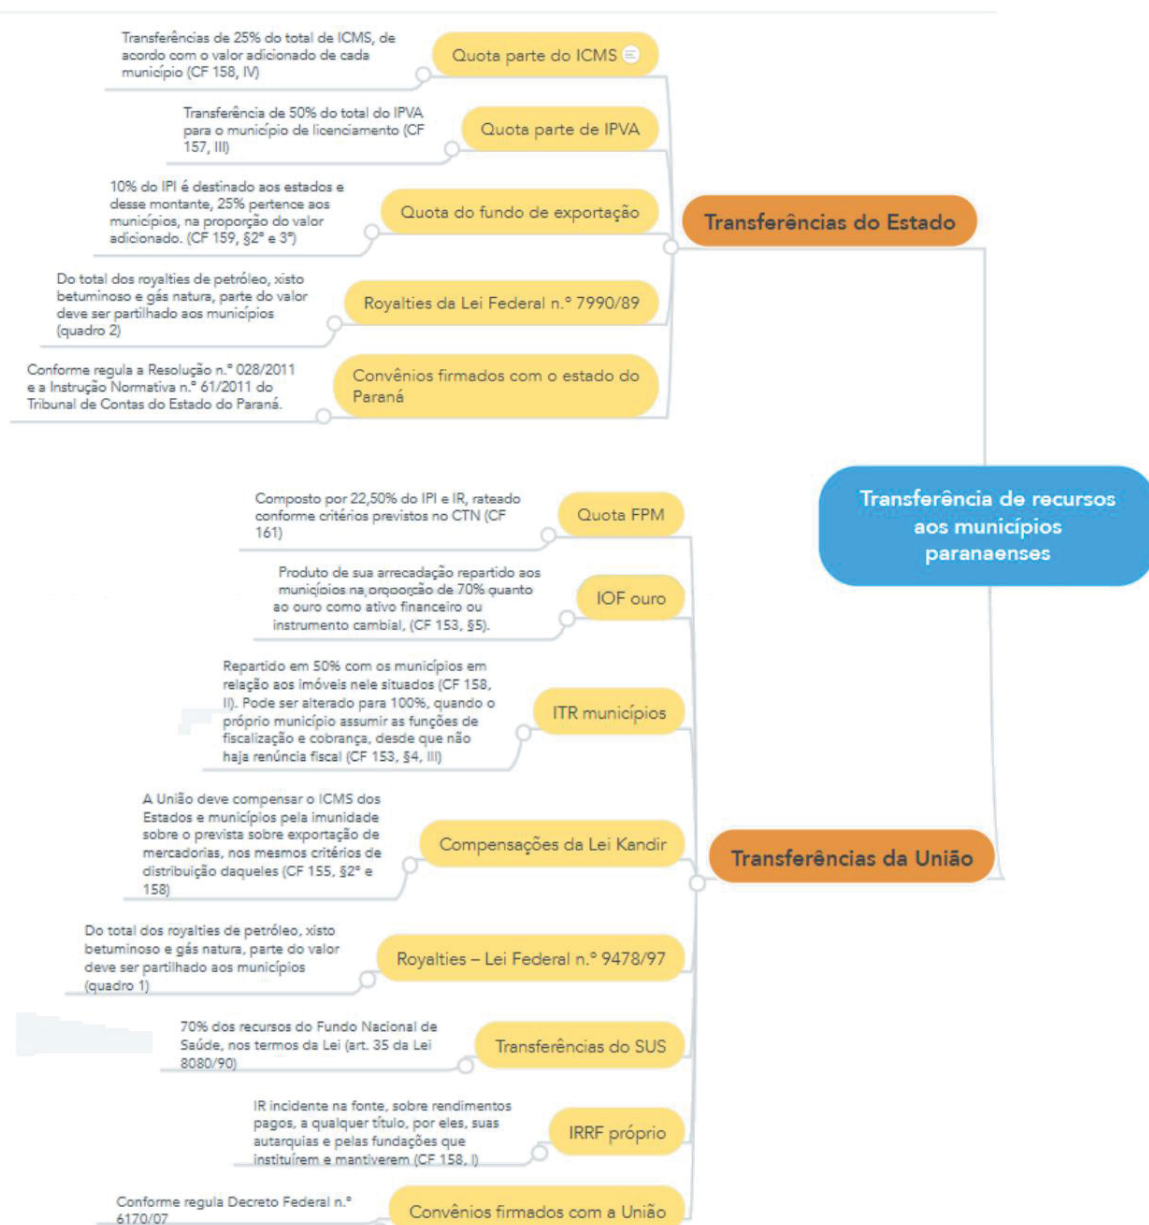 Transferências de 25% do total de ICMS, de
acordo com o valor adicionado de cada
município (CF 158, IV)
Quota parte do ICMS
Transferência de 50% do total do IPVA
para o município de licenciamento (CF
157, III)
Quota parte de IPVA
10% do IPI é destinado aos estados e
desse montante, 25% pertence aos
municípios, na proporção do valor
adicionado. (CF 159, §2º e 3º)
Quota do fundo de exportação
Transferências do Estado
Do total dos royalties de petróleo, xisto
betuminoso e gás natura, parte do valor
deve ser partilhado aos municípios
(quadro 2)
Royalties da Lei Federal n.º 7990/89
Conforme regula a Resolução n.º 028/2011
e a Instrução Normativa n.º 61/2011 do
Tribunal de Contas do Estado do Paraná.
Convênios firmados com o estado do
Paraná
Transferência de recursos
aos municípios
paranaenses
Composto por 22,50% do IPI e IR, rateado
conforme critérios previstos no CTN (CF
161)
Quota FPM
Produto de sua arrecadação repartido aos
municípios na proporção de 70% quanto
ao ouro como ativo financeiro ou
instrumento cambial, (CF 153, §5).
IOF ouro
Repartido em 50% com os municípios em
relação aos imóveis nele situados (CF 158,
II). Pode ser alterado para 100%, quando o
próprio município assumir as funções de
fiscalização e cobrança, desde que não
haja renúncia fiscal (CF 153, §4, III)
ITR municípios
A União deve compensar o ICMS dos
Estados e municípios pela imunidade
sobre o prevista sobre exportação de
mercadorias, nos mesmos critérios de
distribuição daqueles (CF 155, §2º e
158)
Compensações da Lei Kandir
Transferências da União
Do total dos royalties de petróleo, xisto
betuminoso e gás natura, parte do valor
deve ser partilhado aos municípios
(quadro 1)
Royalties – Lei Federal n.º 9478/97
70% dos recursos do Fundo Nacional de
Saúde, nos termos da Lei (art. 35 da Lei
8080/90)
Transferências do SUS
IR incidente na fonte, sobre rendimentos
pagos, a qualquer título, por eles, suas
autarquias e pelas fundações que
instituírem e mantiverem (CF 158, I)
IRRF próprio
Conforme regula Decreto Federal n.º
6170/07
Convênios firmados com a União